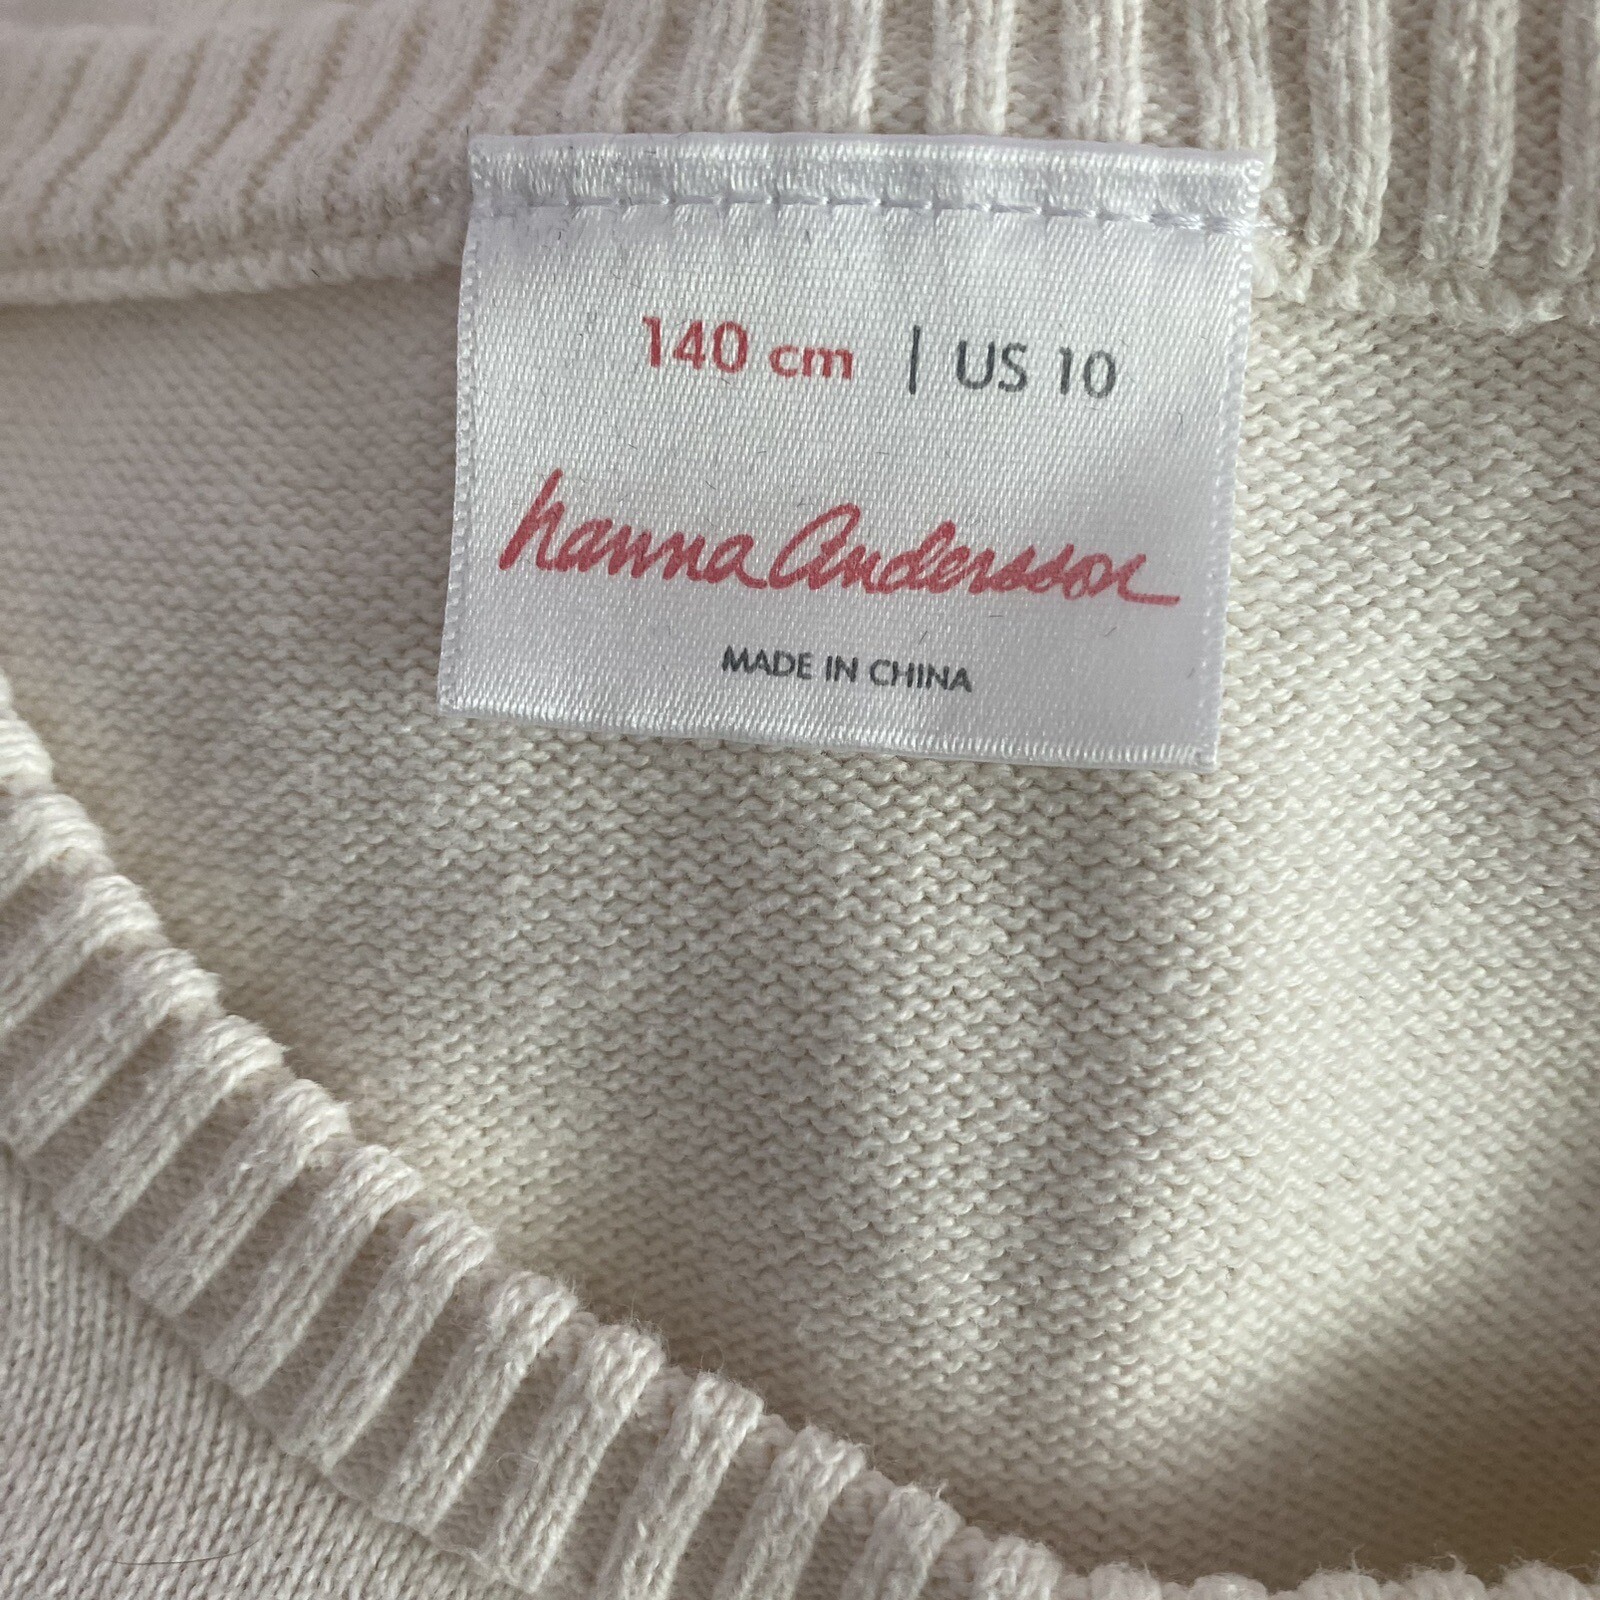 140 cm | US 10
hanna Andersson
MADE IN CHINA